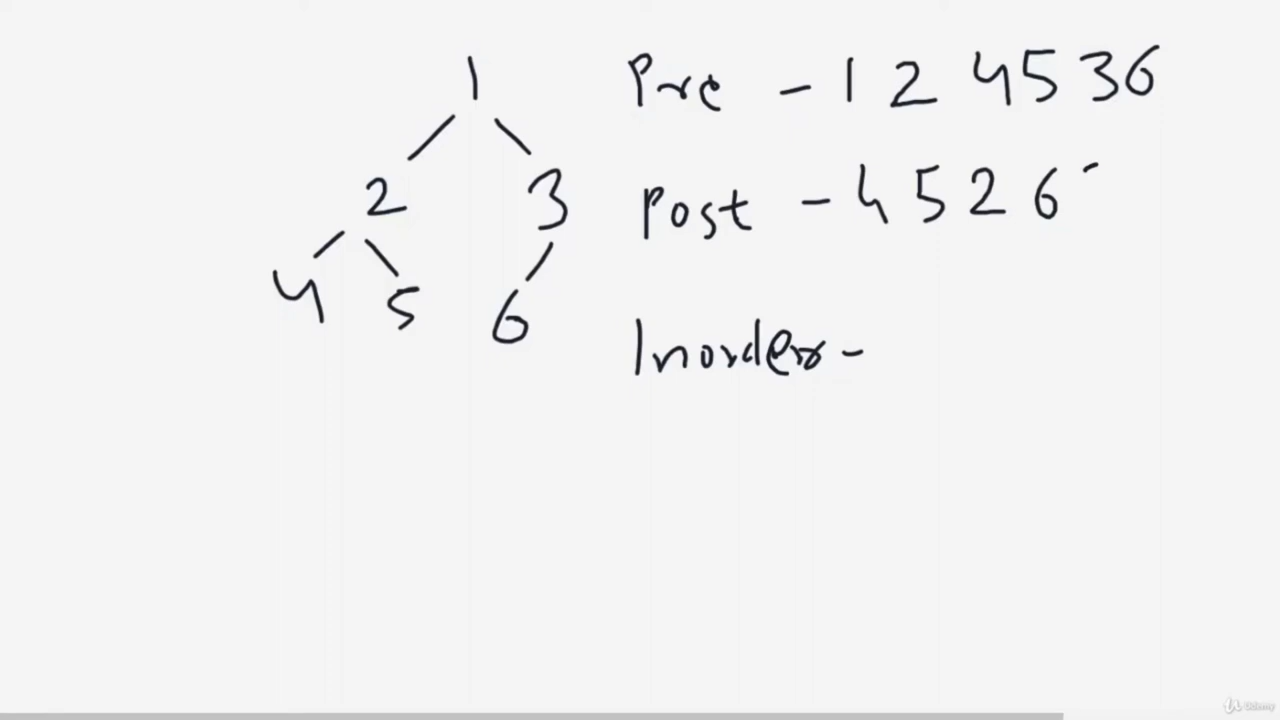 1
2 3
4 5 6
Pre - 1 2 4 5 3 6
Post - 4 5 2 6
Inorder -
Udemy